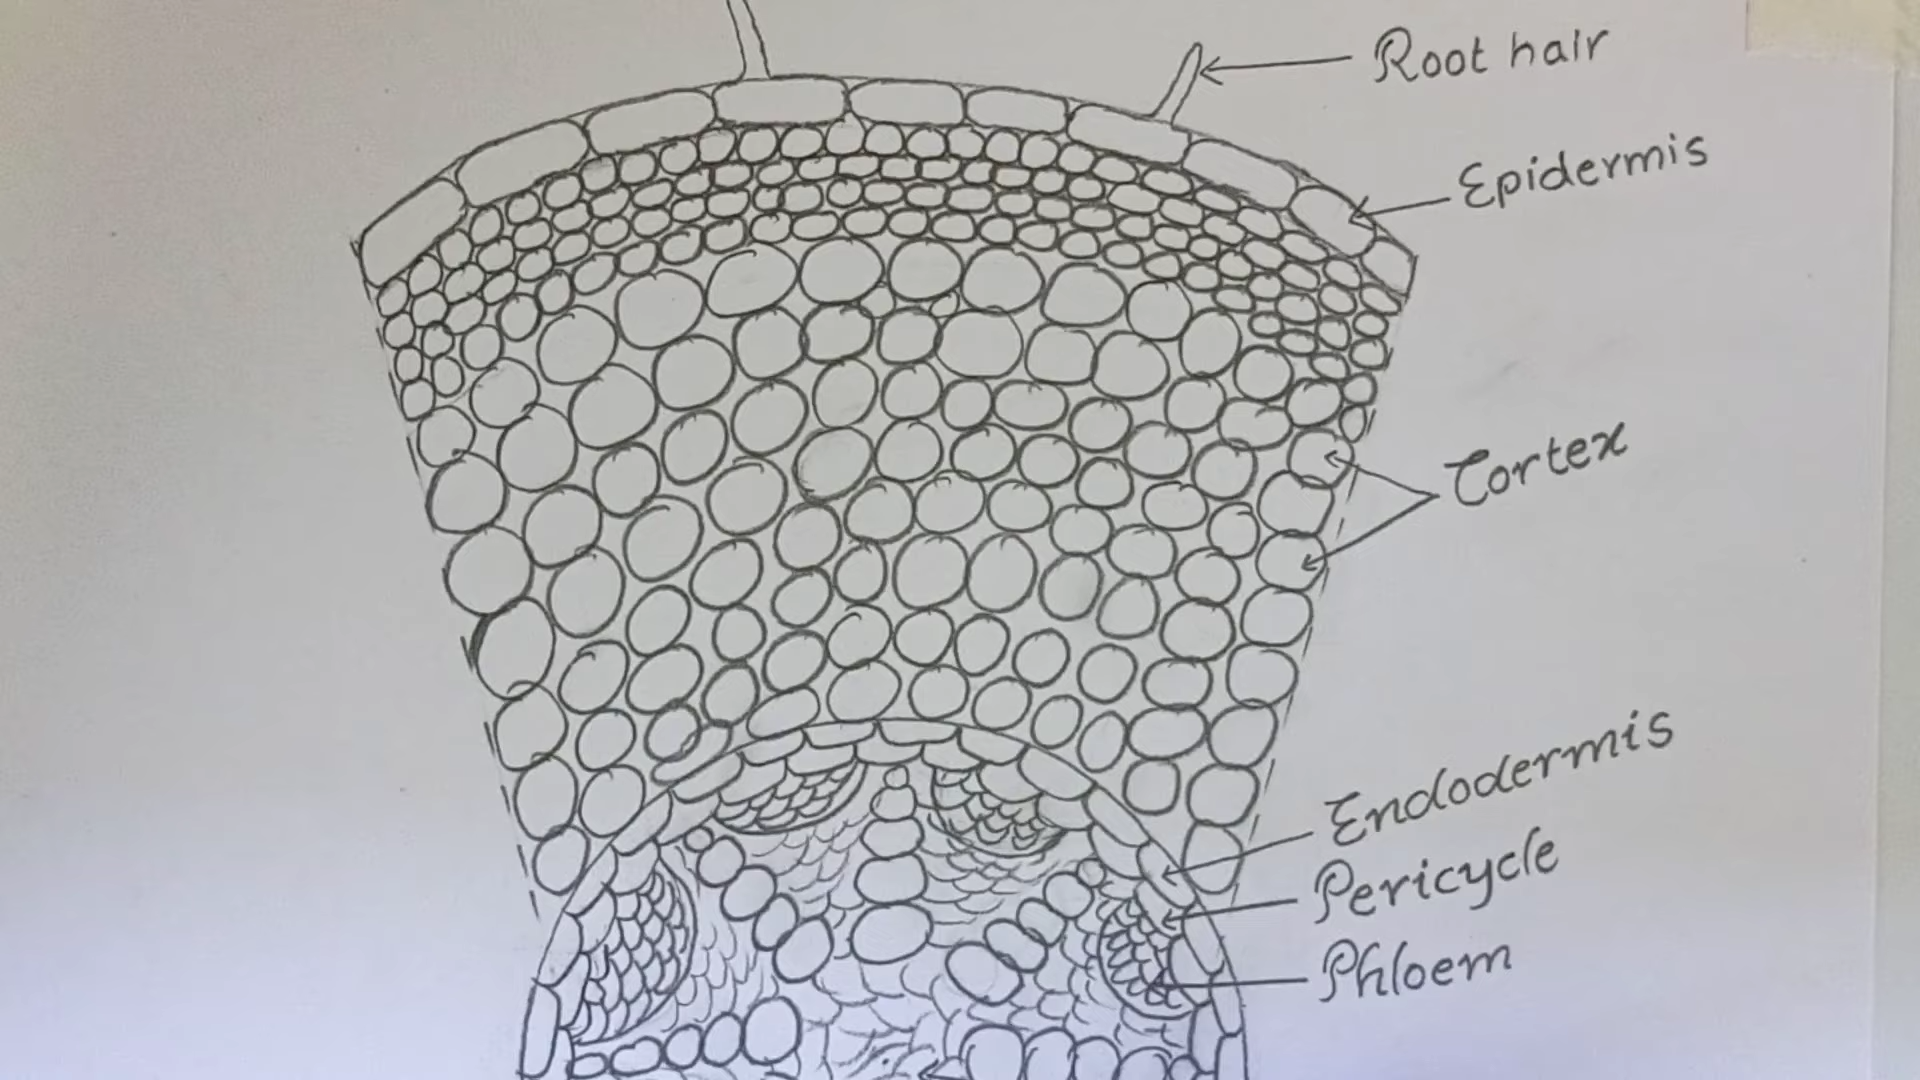 Root hair
Epidermis
Cortex
Endodermis
Pericycle
Phloem